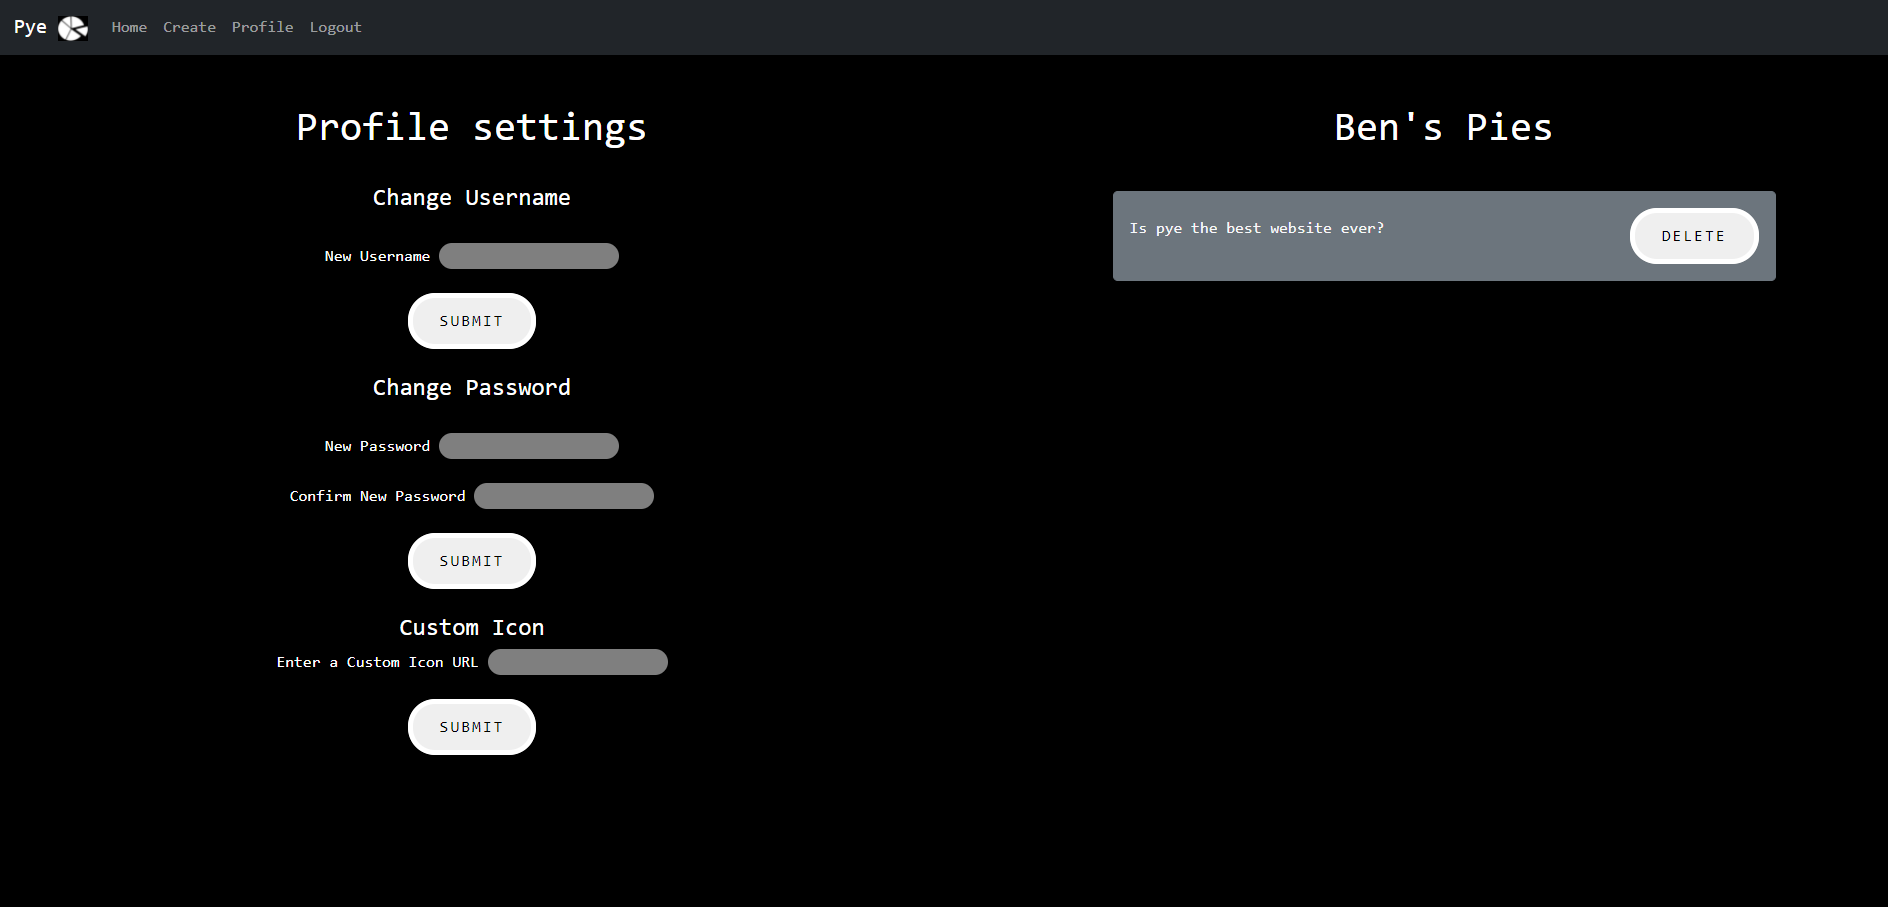 Pye Home Create Profile Logout
Profile settings
Change Username
New Username
SUBMIT
Change Password
New Password
Confirm New Password
SUBMIT
Custom Icon
Enter a Custom Icon URL
SUBMIT
Ben's Pies
Is pye the best website ever?
DELETE